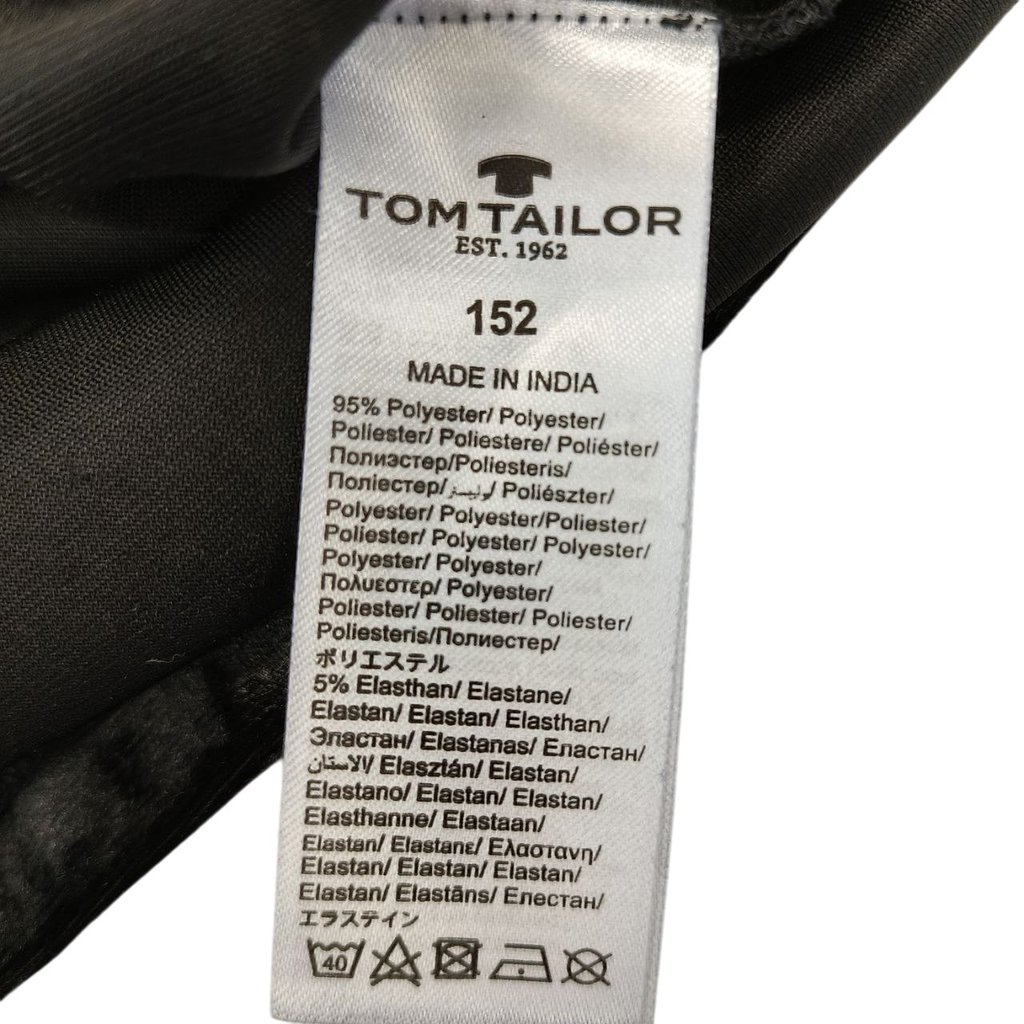 TOM TAILOR
EST. 1962
152
MADE IN INDIA
95% Polyester/ Polyester/
Poliester/ Poliestere/ Poliéster/
Полиэстер/Poliesteris/
Поліестер/بوليستر/ Poliészter/
Polyester/ Polyester/Poliester/
Poliester/ Polyester/ Polyester/
Polyester/ Polyester/
Πολυεστερ/ Polyester/
Poliester/ Poliester/ Poliester/
Poliesteris/Полиестер/
ポリエステル
5% Elasthan/ Elastane/
Elastan/ Elastan/ Elasthan/
Эластан/ Elastanas/ Еластан/
الاستان/ Elasztán/ Elastan/
Elastano/ Elastan/ Elastan/
Elasthanne/ Elastaan/
Elastan/ Elastane/ Ελαστανη/
Elastan/ Elastan/ Elastan/
Elastan/ Elastāns/ Елестан/
エラステイン
40